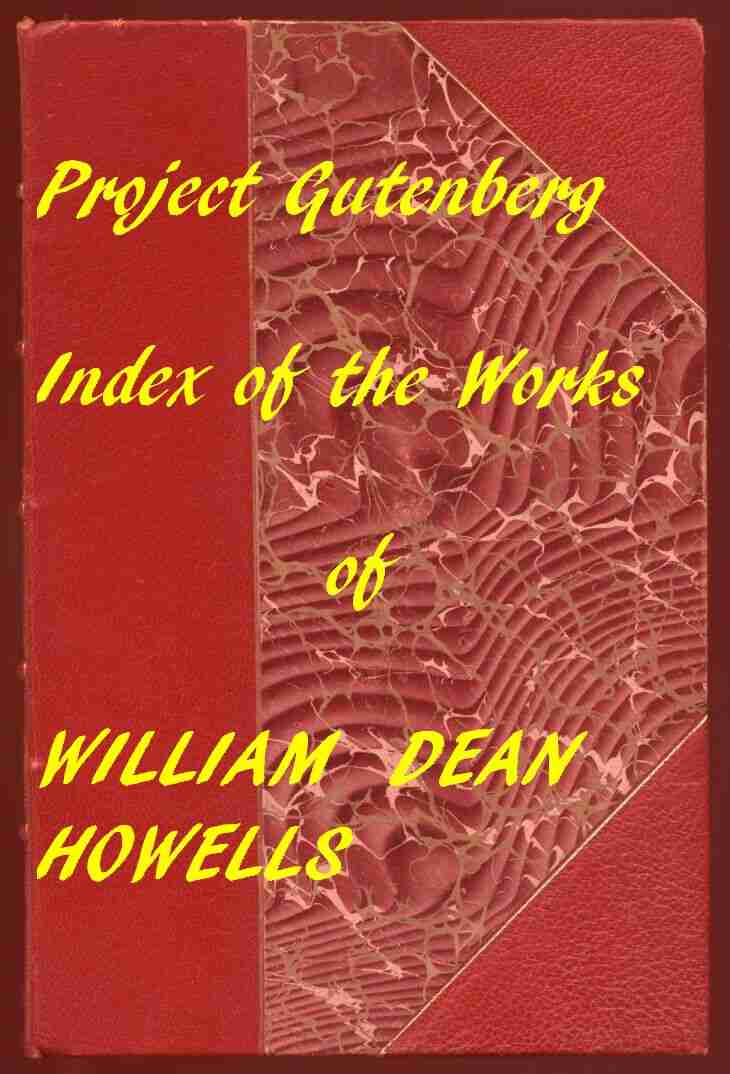 Project Gutenberg
Index of the Works
of
WILLIAM DEAN
HOWELLS